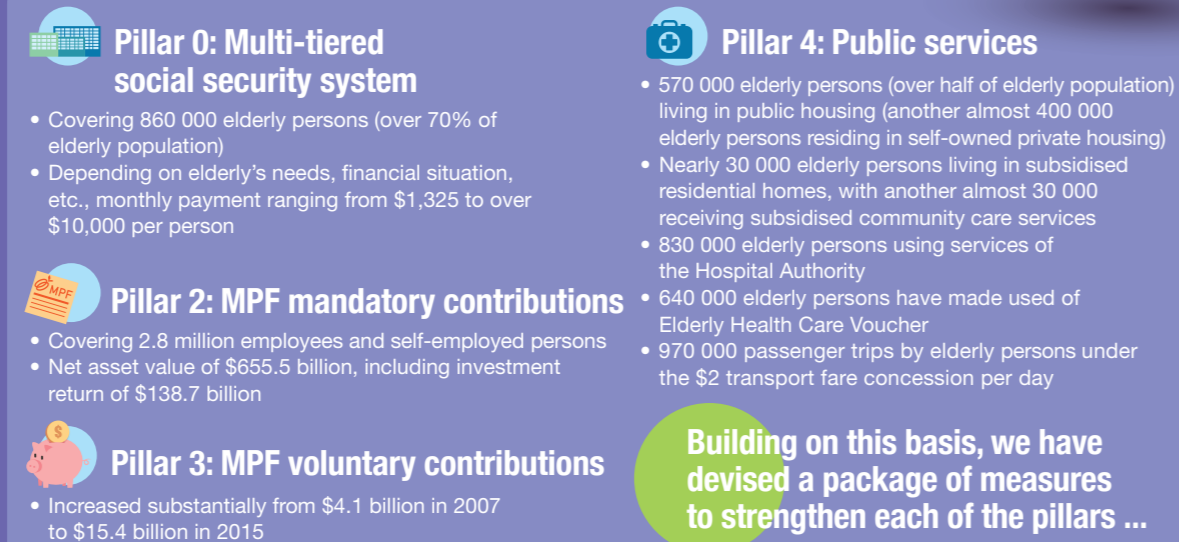 Pillar 0: Multi-tiered
social security system
• Covering 860 000 elderly persons (over 70% of
elderly population)
• Depending on elderly's needs, financial situation,
etc., monthly payment ranging from $1,325 to over
$10,000 per person
MPF
Pillar 2: MPF mandatory contributions
• Covering 2.8 million employees and self-employed persons
• Net asset value of $655.5 billion, including investment
return of $138.7 billion
$
Pillar 3: MPF voluntary contributions
• Increased substantially from $4.1 billion in 2007
to $15.4 billion in 2015
Pillar 4: Public services
• 570 000 elderly persons (over half of elderly population)
living in public housing (another almost 400 000
elderly persons residing in self-owned private housing)
• Nearly 30 000 elderly persons living in subsidised
residential homes, with another almost 30 000
receiving subsidised community care services
• 830 000 elderly persons using services of
the Hospital Authority
• 640 000 elderly persons have made used of
Elderly Health Care Voucher
• 970 000 passenger trips by elderly persons under
the $2 transport fare concession per day
Building on this basis, we have
devised a package of measures
to strengthen each of the pillars ...